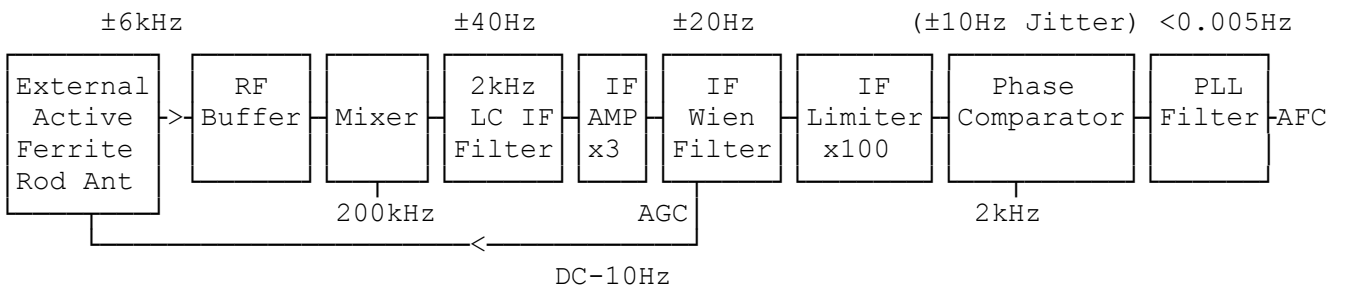 ±6kHz ±40Hz ±20Hz (±10Hz Jitter) <0.005Hz
External RF 2kHz IF IF IF Phase PLL
Active > Buffer Mixer LC IF AMP Wien Limiter Comparator Filter AFC
Ferrite Filter x3 Filter x100
Rod Ant
200kHz AGC 2kHz
<
DC-10Hz